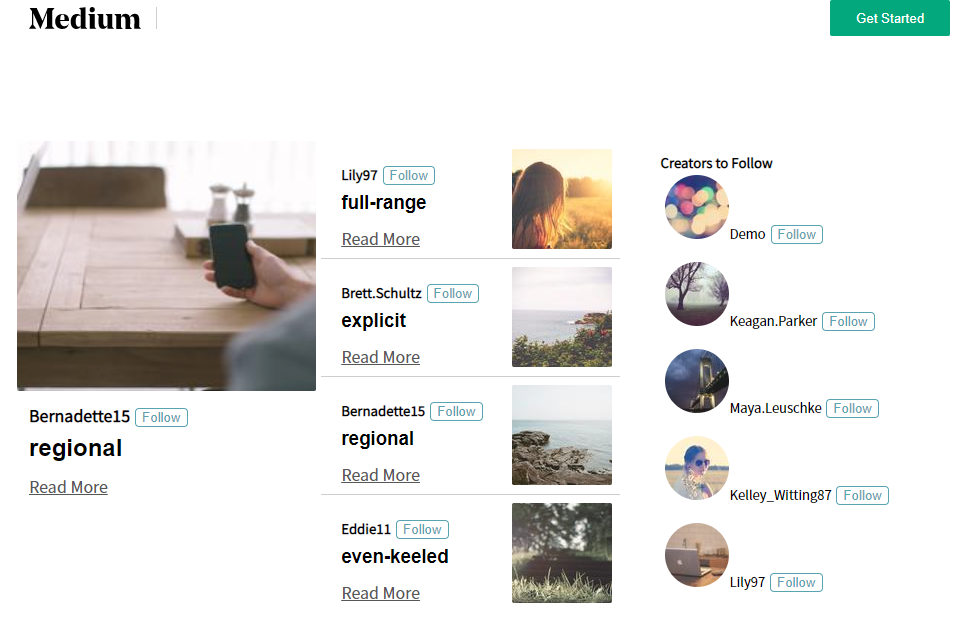 Medium
Get Started
Bernadette15 Follow
regional
Read More
Lily97 Follow
full-range
Read More
Brett.Schultz Follow
explicit
Read More
Bernadette15 Follow
regional
Read More
Eddie11 Follow
even-keeled
Read More
Creators to Follow
Demo Follow
Keagan.Parker Follow
Maya.Leuschke Follow
Kelley_Witting87 Follow
Lily97 Follow